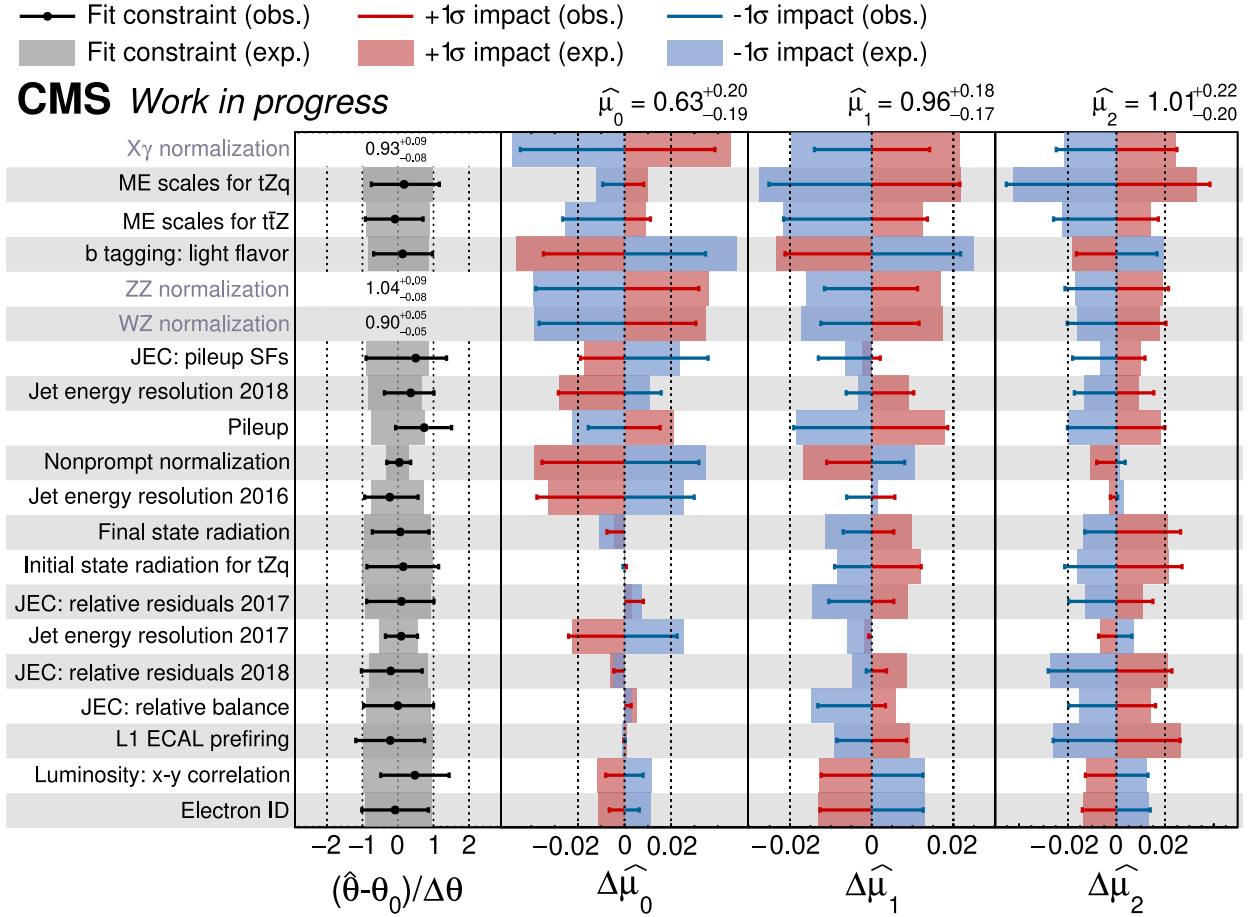 Fit constraint (obs.) +1σ impact (obs.) -1σ impact (obs.)
Fit constraint (exp.) +1σ impact (exp.) -1σ impact (exp.)
CMS Work in progress
μ̂₀ = 0.63 +0.20 −0.19
μ̂₁ = 0.96 +0.18 −0.17
μ̂₂ = 1.01 +0.22 −0.20
Xγ normalization 0.93 +0.09 −0.08
ME scales for tZq
ME scales for tt̄Z
b tagging: light flavor
ZZ normalization 1.04 +0.09 −0.08
WZ normalization 0.90 +0.05 −0.05
JEC: pileup SFs
Jet energy resolution 2018
Pileup
Nonprompt normalization
Jet energy resolution 2016
Final state radiation
Initial state radiation for tZq
JEC: relative residuals 2017
Jet energy resolution 2017
JEC: relative residuals 2018
JEC: relative balance
L1 ECAL prefiring
Luminosity: x-y correlation
Electron ID
−2 −1 0 1 2 −0.02 0 0.02 −0.02 0 0.02 −0.02 0 0.02
(θ̂-θ₀)/Δθ Δμ̂₀ Δμ̂₁ Δμ̂₂